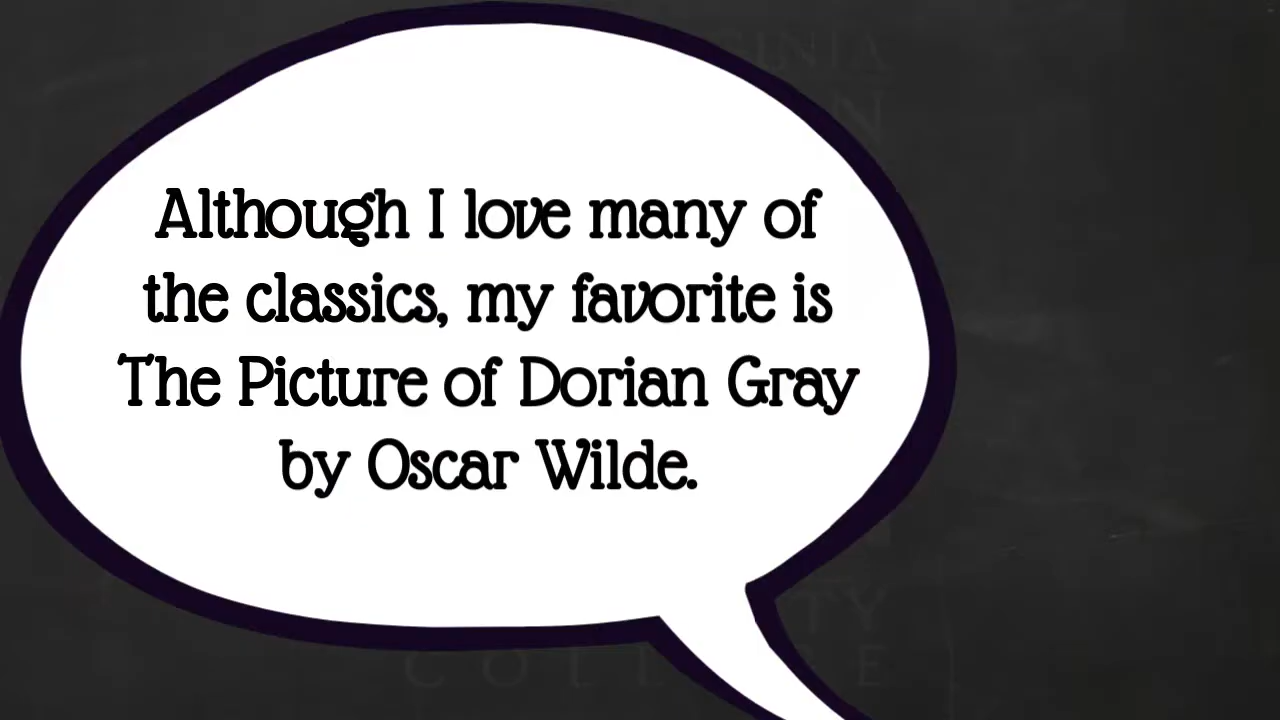 Although I love many of
the classics, my favorite is
The Picture of Dorian Gray
by Oscar Wilde.